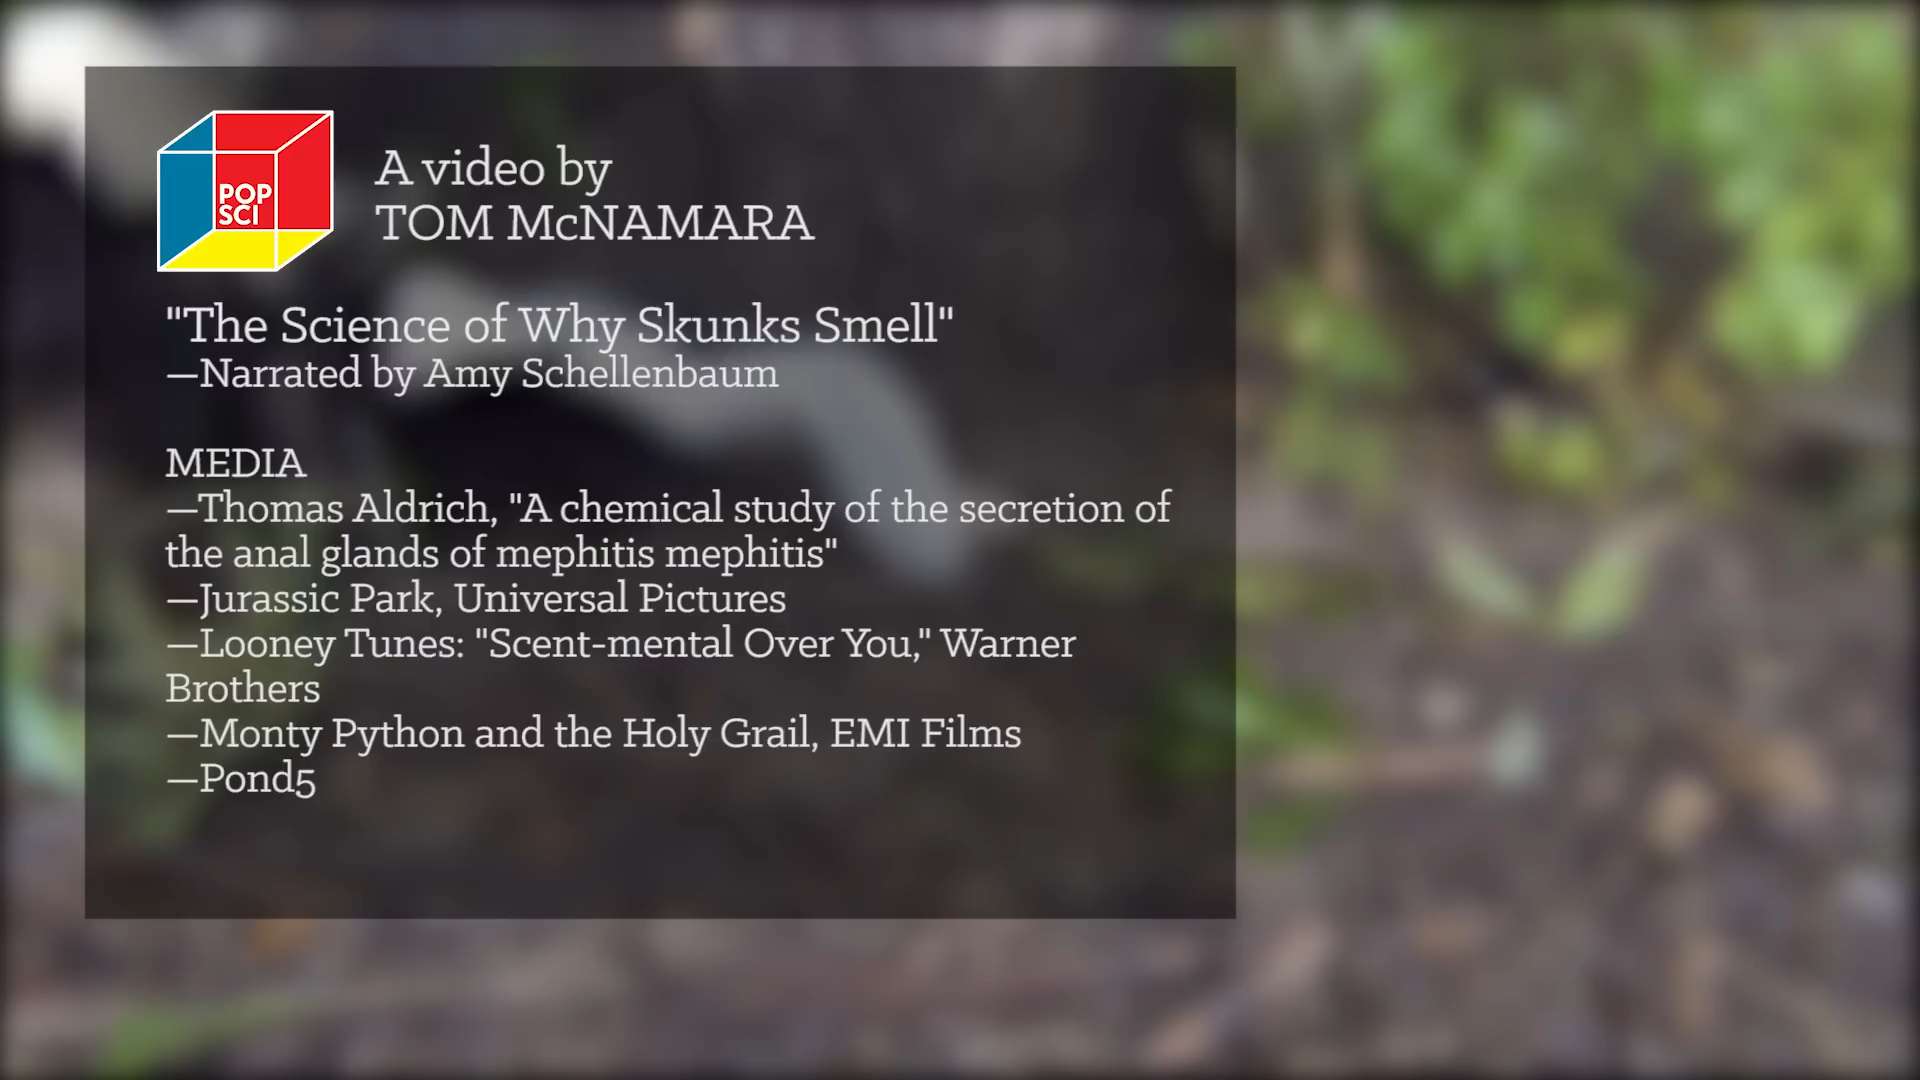 POP
SCI
A video by
TOM McNAMARA
"The Science of Why Skunks Smell"
—Narrated by Amy Schellenbaum
MEDIA
—Thomas Aldrich, "A chemical study of the secretion of
the anal glands of mephitis mephitis"
—Jurassic Park, Universal Pictures
—Looney Tunes: "Scent-mental Over You," Warner
Brothers
—Monty Python and the Holy Grail, EMI Films
—Pond5